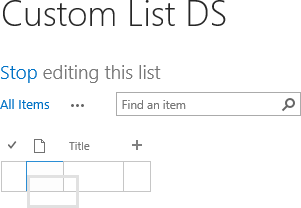 Custom List DS
Stop editing this list
All Items ••• Find an item
✓ Title +